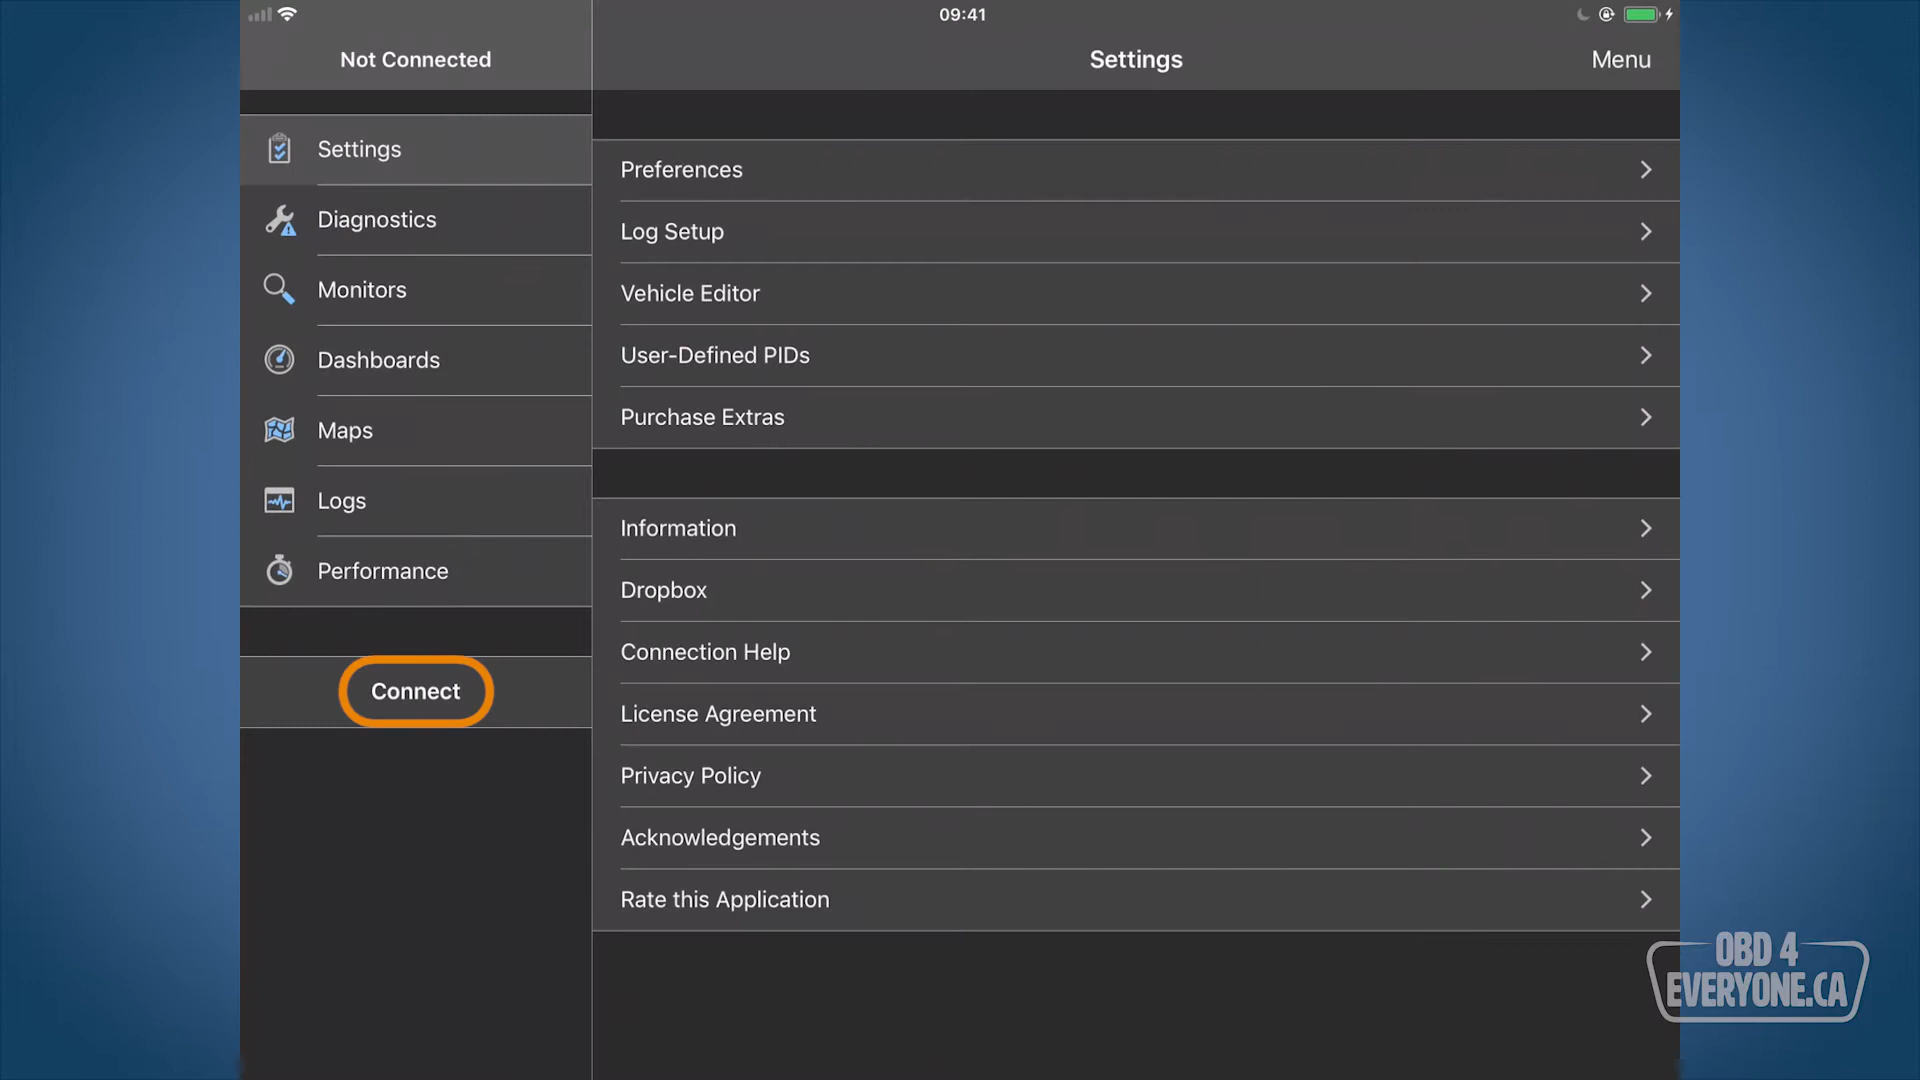 09:41
Not Connected
Settings
Menu
Settings
Diagnostics
Monitors
Dashboards
Maps
Logs
Performance
Connect
Preferences
Log Setup
Vehicle Editor
User-Defined PIDs
Purchase Extras
Information
Dropbox
Connection Help
License Agreement
Privacy Policy
Acknowledgements
Rate this Application
OBD 4
EVERYONE.CA